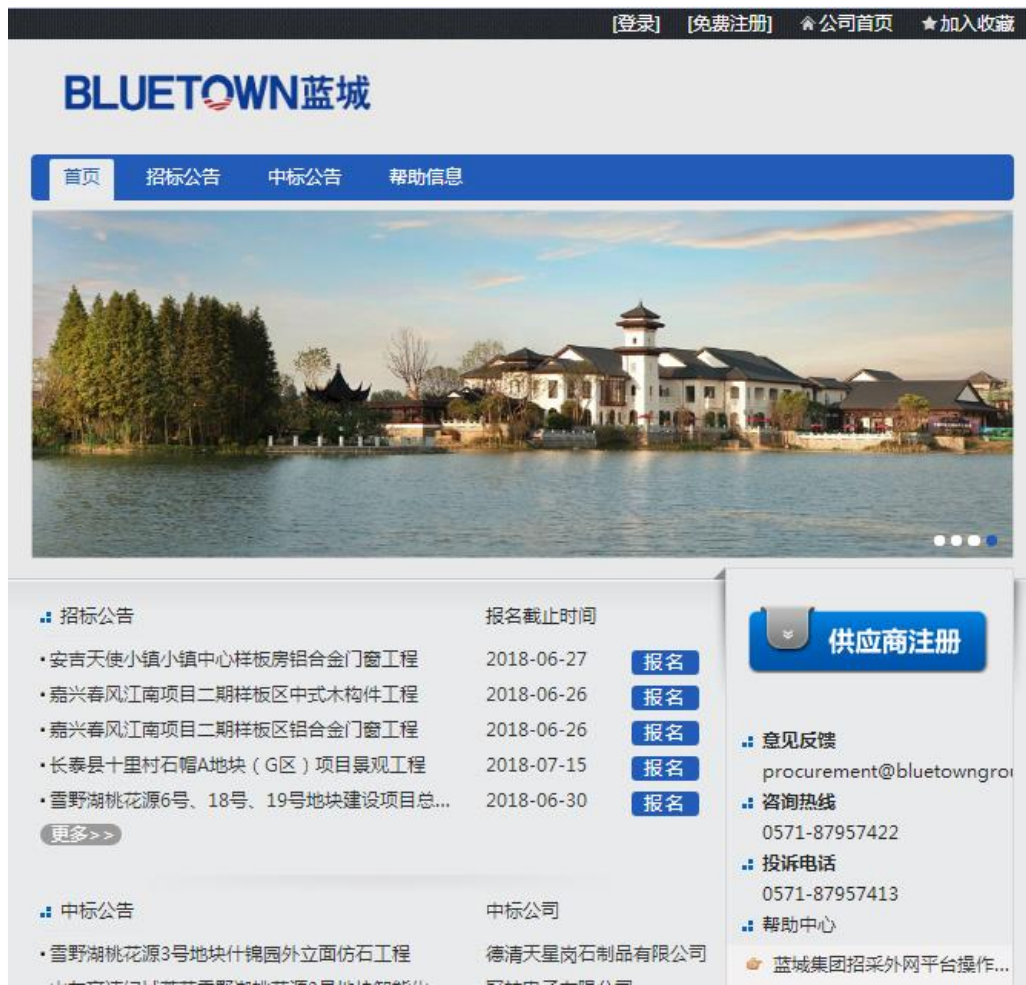 [登录] [免费注册] 公司首页 ★加入收藏
BLUETOWN蓝城
首页 招标公告 中标公告 帮助信息
招标公告 报名截止时间
·安吉天使小镇小镇中心样板房铝合金门窗工程 2018-06-27 报名
·嘉兴春风江南项目二期样板区中式木构件工程 2018-06-26 报名
·嘉兴春风江南项目二期样板区铝合金门窗工程 2018-06-26 报名
·长泰县十里村石帽A地块（G区）项目景观工程 2018-07-15 报名
·雪野湖桃花源6号、18号、19号地块建设项目总... 2018-06-30 报名
更多>>
中标公告 中标公司
·雪野湖桃花源3号地块什锦园外立面仿石工程 德清天星岗石制品有限公司
供应商注册
意见反馈
procurement@bluetowngrou
咨询热线
0571-87957422
投诉电话
0571-87957413
帮助中心
蓝城集团招采外网平台操作...